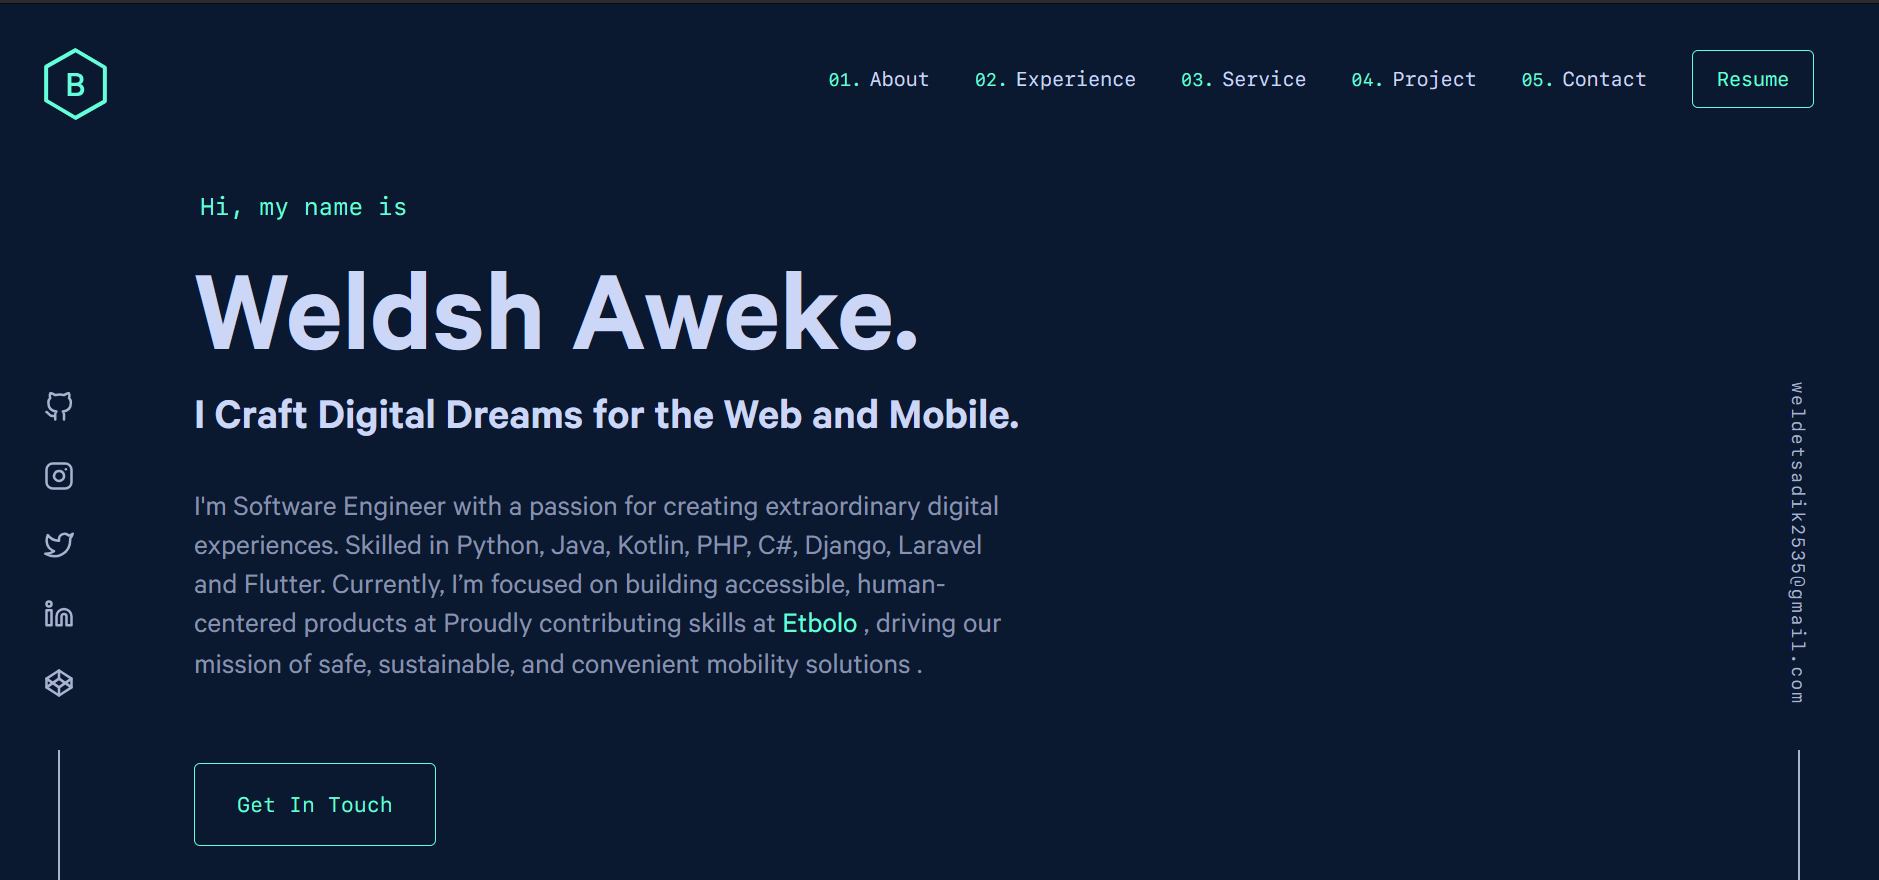 B
01. About 02. Experience 03. Service 04. Project 05. Contact Resume
Hi, my name is
Weldsh Aweke.
I Craft Digital Dreams for the Web and Mobile.
I'm Software Engineer with a passion for creating extraordinary digital
experiences. Skilled in Python, Java, Kotlin, PHP, C#, Django, Laravel
and Flutter. Currently, I’m focused on building accessible, human-
centered products at Proudly contributing skills at Etbolo , driving our
mission of safe, sustainable, and convenient mobility solutions .
Get In Touch
weldetsadik2535@gmail.com